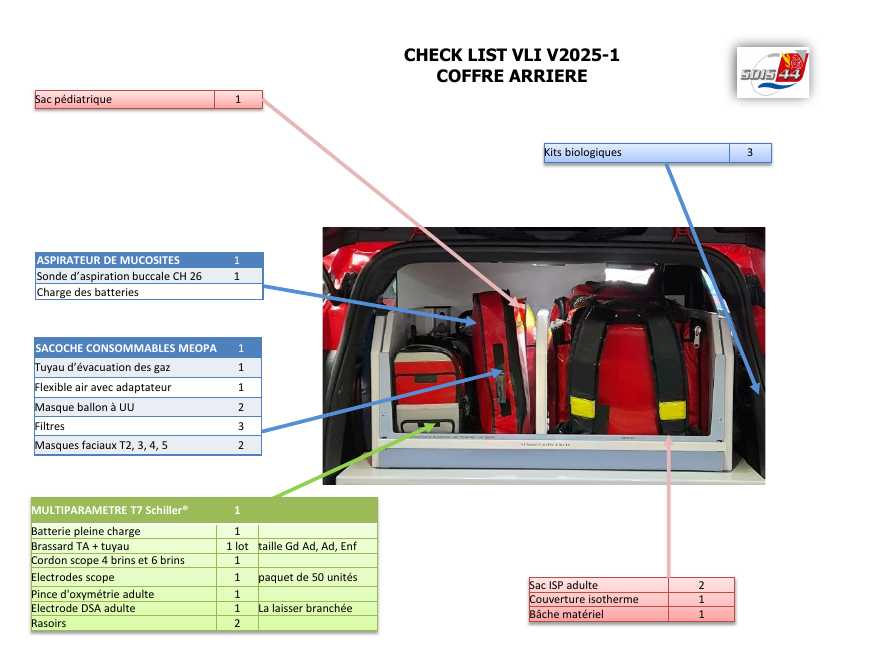 CHECK LIST VLI V2025-1
COFFRE ARRIERE
SDIS 44
Sac pédiatrique 1
Kits biologiques 3
ASPIRATEUR DE MUCOSITES 1
Sonde d’aspiration buccale CH 26 1
Charge des batteries
SACOCHE CONSOMMABLES MEOPA 1
Tuyau d’évacuation des gaz 1
Flexible air avec adaptateur 1
Masque ballon à UU 2
Filtres 3
Masques faciaux T2, 3, 4, 5 2
MULTIPARAMETRE T7 Schiller® 1
Batterie pleine charge 1
Brassard TA + tuyau 1 lot taille Gd Ad, Ad, Enf
Cordon scope 4 brins et 6 brins 1
Electrodes scope 1 paquet de 50 unités
Pince d'oxymétrie adulte 1
Electrode DSA adulte 1 La laisser branchée
Rasoirs 2
Sac ISP adulte 2
Couverture isotherme 1
Bâche matériel 1